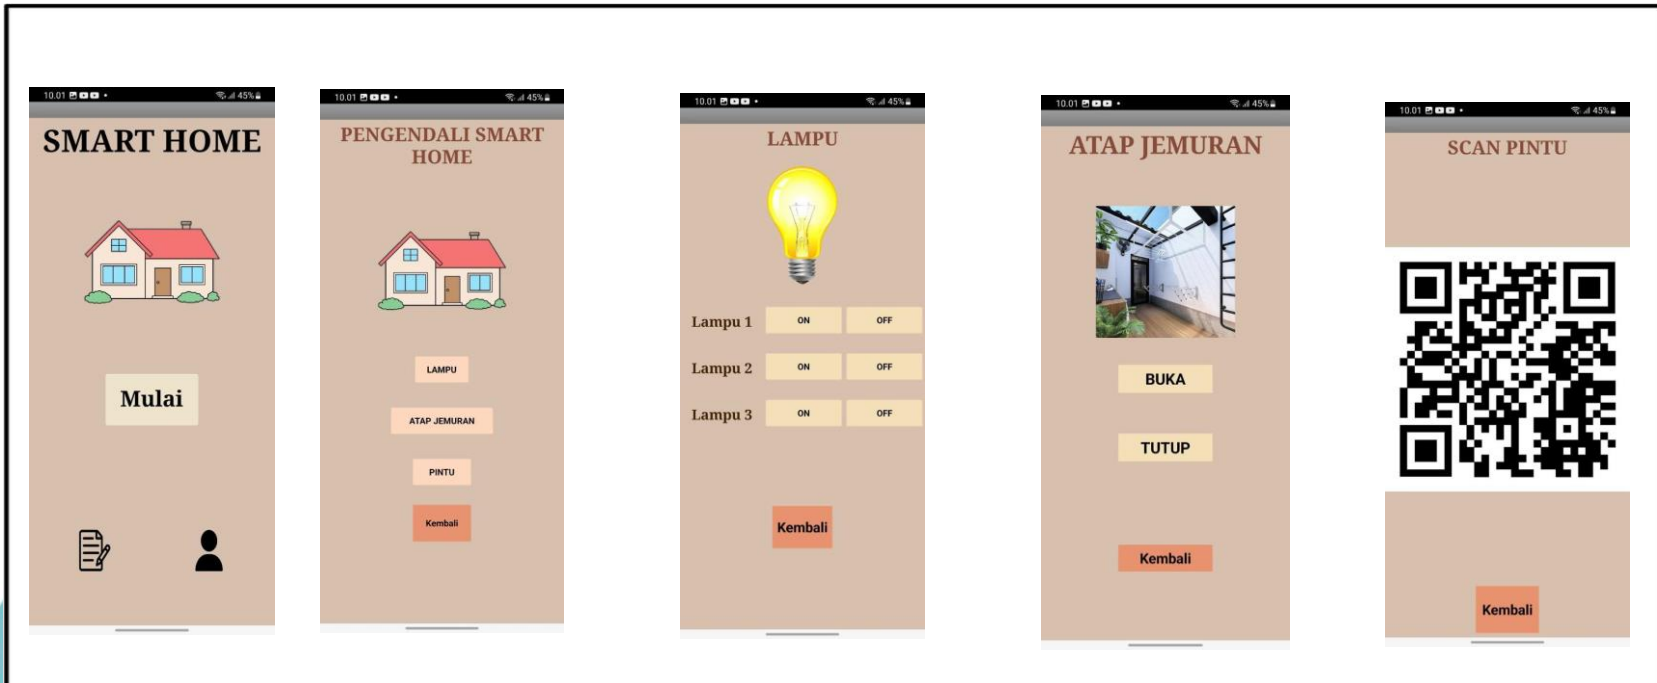 10.01
45%
SMART HOME
Mulai
10.01
45%
PENGENDALI SMART
HOME
LAMPU
ATAP JEMURAN
PINTU
Kembali
10.01
45%
LAMPU
Lampu 1 ON OFF
Lampu 2 ON OFF
Lampu 3 ON OFF
Kembali
10.01
45%
ATAP JEMURAN
BUKA
TUTUP
Kembali
10.01
45%
SCAN PINTU
Kembali